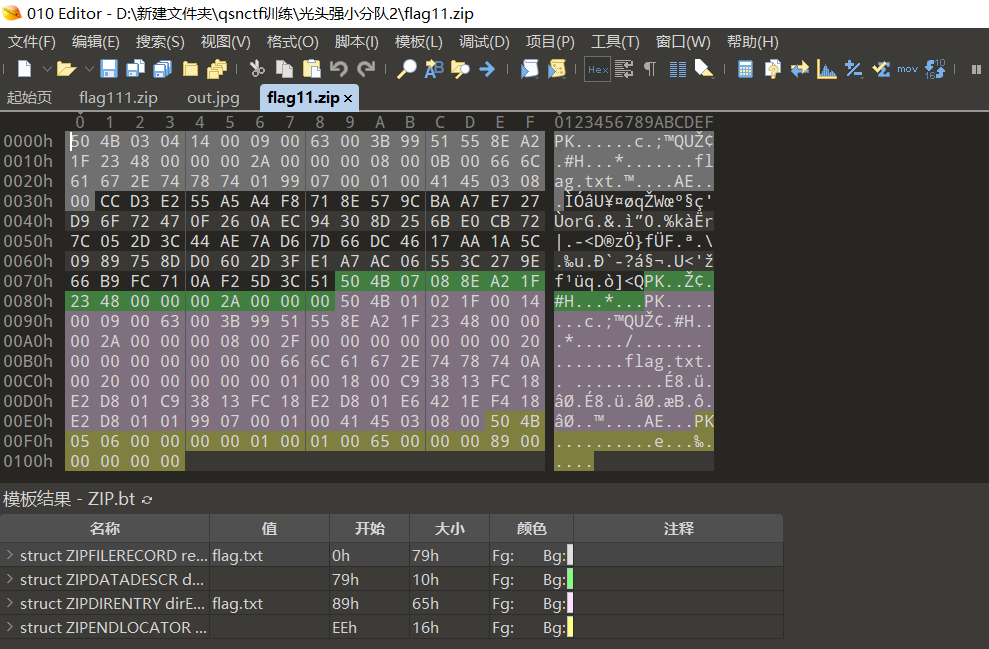 010 Editor - D:\新建文件夹\qsnctf训练\光头强小分队2\flag11.zip
文件(F) 编辑(E) 搜索(S) 视图(V) 格式(O) 脚本(I) 模板(L) 调试(D) 项目(P) 工具(T) 窗口(W) 帮助(H)
Hex mov
起始页 flag111.zip out.jpg flag11.zip ×
0 1 2 3 4 5 6 7 8 9 A B C D E F 0123456789ABCDEF
0000h 50 4B 03 04 14 00 09 00 63 00 3B 99 51 55 8E A2 PK......c.;™QUŽ¢
0010h 1F 23 48 00 00 00 2A 00 00 00 08 00 0B 00 66 6C .#H...*.......fl
0020h 61 67 2E 74 78 74 01 99 07 00 01 00 41 45 03 08 ag.txt.™....AE..
0030h 00 CC D3 E2 55 A5 A4 F8 71 8E 57 9C BA A7 E7 27 .ÌÓâU¥¤øqŽWœº§ç'
0040h D9 6F 72 47 0F 26 0A EC 94 30 8D 25 6B E0 CB 72 ÙorG.&.ì”0.%kàËr
0050h 7C 05 2D 3C 44 AE 7A D6 7D 66 DC 46 17 AA 1A 5C |.-<D®zÖ}fÜF.ª.\
0060h 09 89 75 8D D0 60 2D 3F E1 A7 AC 06 55 3C 27 9E .‰u.Ð`-?á§¬.U<'ž
0070h 66 B9 FC 71 0A F2 5D 3C 51 50 4B 07 08 8E A2 1F f¹üq.ò]<QPK..Ž¢.
0080h 23 48 00 00 00 2A 00 00 00 50 4B 01 02 1F 00 14 #H...*...PK.....
0090h 00 09 00 63 00 3B 99 51 55 8E A2 1F 23 48 00 00 ...c.;™QUŽ¢.#H..
00A0h 00 2A 00 00 00 08 00 2F 00 00 00 00 00 00 00 20 .*...../.......
00B0h 00 00 00 00 00 00 00 66 6C 61 67 2E 74 78 74 0A .......flag.txt.
00C0h 00 20 00 00 00 00 00 01 00 18 00 C9 38 13 FC 18 . .........É8.ü.
00D0h E2 D8 01 C9 38 13 FC 18 E2 D8 01 E6 42 1E F4 18 âØ.É8.ü.âØ.æB.ô.
00E0h E2 D8 01 01 99 07 00 01 00 41 45 03 08 00 50 4B âØ..™....AE...PK
00F0h 05 06 00 00 00 00 01 00 01 00 65 00 00 00 89 00 ..........e...‰.
0100h 00 00 00 00 ....
模板结果 - ZIP.bt
名称 值 开始 大小 颜色 注释
> struct ZIPFILERECORD re... flag.txt 0h 79h Fg: Bg:
> struct ZIPDATADESCR d... 79h 10h Fg: Bg:
> struct ZIPDIRENTRY dirE... flag.txt 89h 65h Fg: Bg:
> struct ZIPENDLOCATOR ... EEh 16h Fg: Bg: